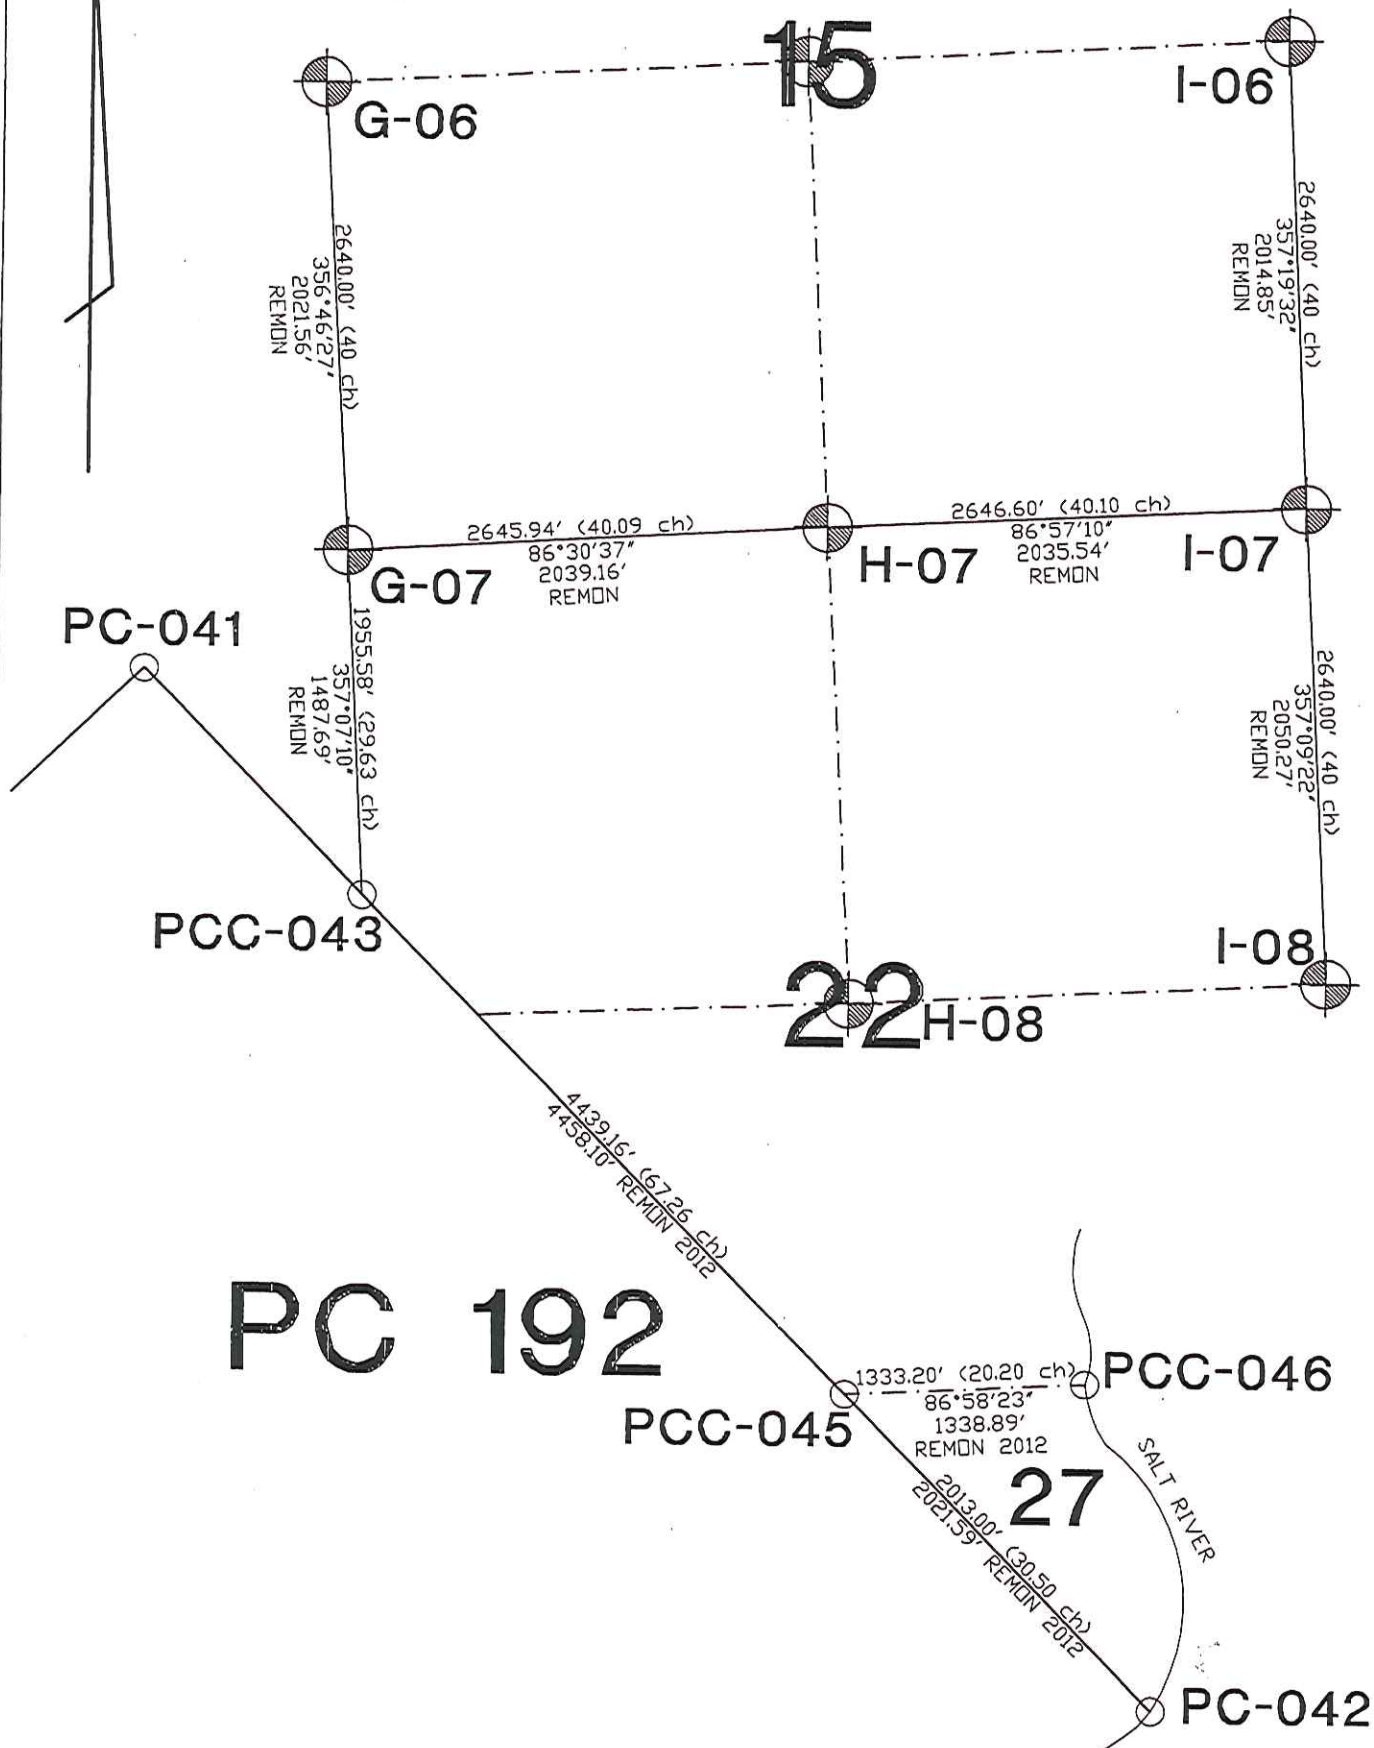 15
G-06
I-06
2640.00' (40 ch)
356°46'27"
2021.56'
REMON
2640.00' (40 ch)
357°19'32"
2014.85'
REMON
2645.94' (40.09 ch)
86°30'37"
2039.16'
REMON
2646.60' (40.10 ch)
86°57'10"
2035.54'
REMON
G-07
H-07
I-07
PC-041
1955.58' (29.63 ch)
357°07'10"
1487.69'
REMON
2640.00' (40 ch)
357°09'22"
2050.27'
REMON
PCC-043
I-08
22
H-08
4439.16' (67.26 ch)
4458.10' REMON 2012
PC 192
1333.20' (20.20 ch)
86°58'23"
1338.89'
REMON 2012
PCC-046
PCC-045
27
SALT RIVER
2013.00' (30.50 ch)
2021.59' REMON 2012
PC-042